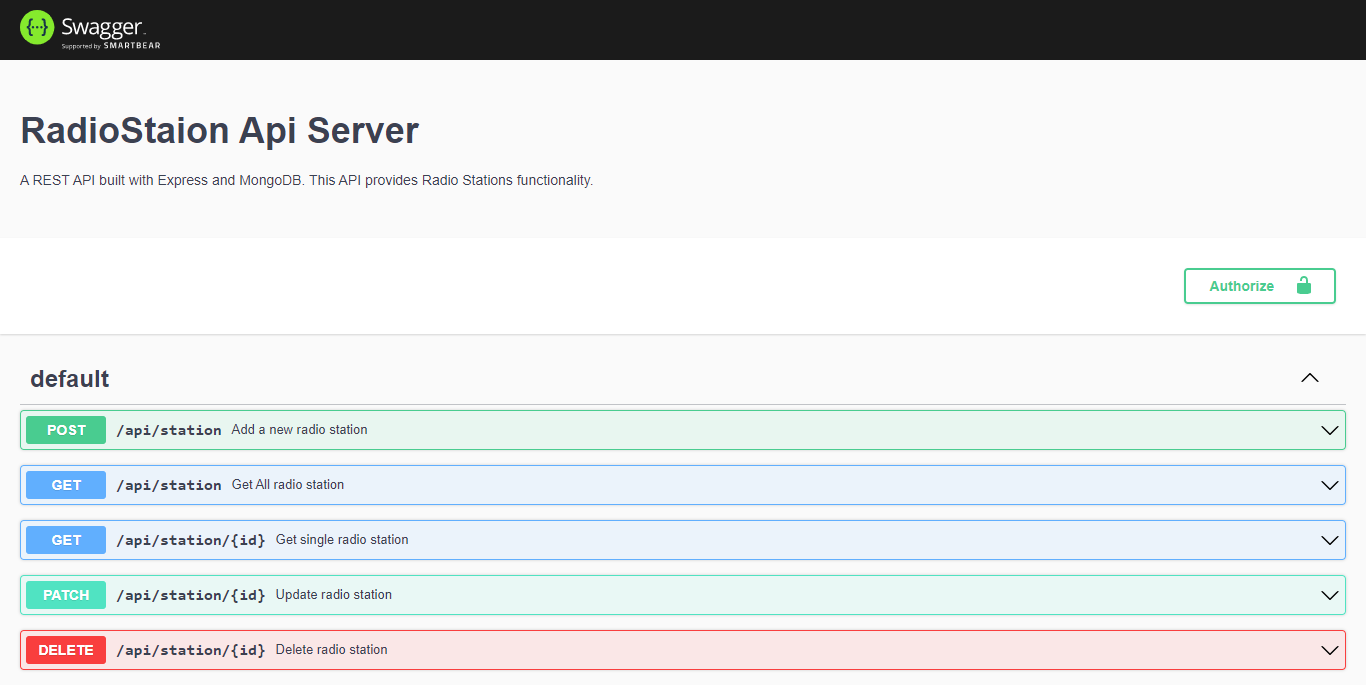 {···} Swagger
Supported by SMARTBEAR
RadioStaion Api Server
A REST API built with Express and MongoDB. This API provides Radio Stations functionality.
Authorize
default
POST /api/station Add a new radio station
GET /api/station Get All radio station
GET /api/station/{id} Get single radio station
PATCH /api/station/{id} Update radio station
DELETE /api/station/{id} Delete radio station